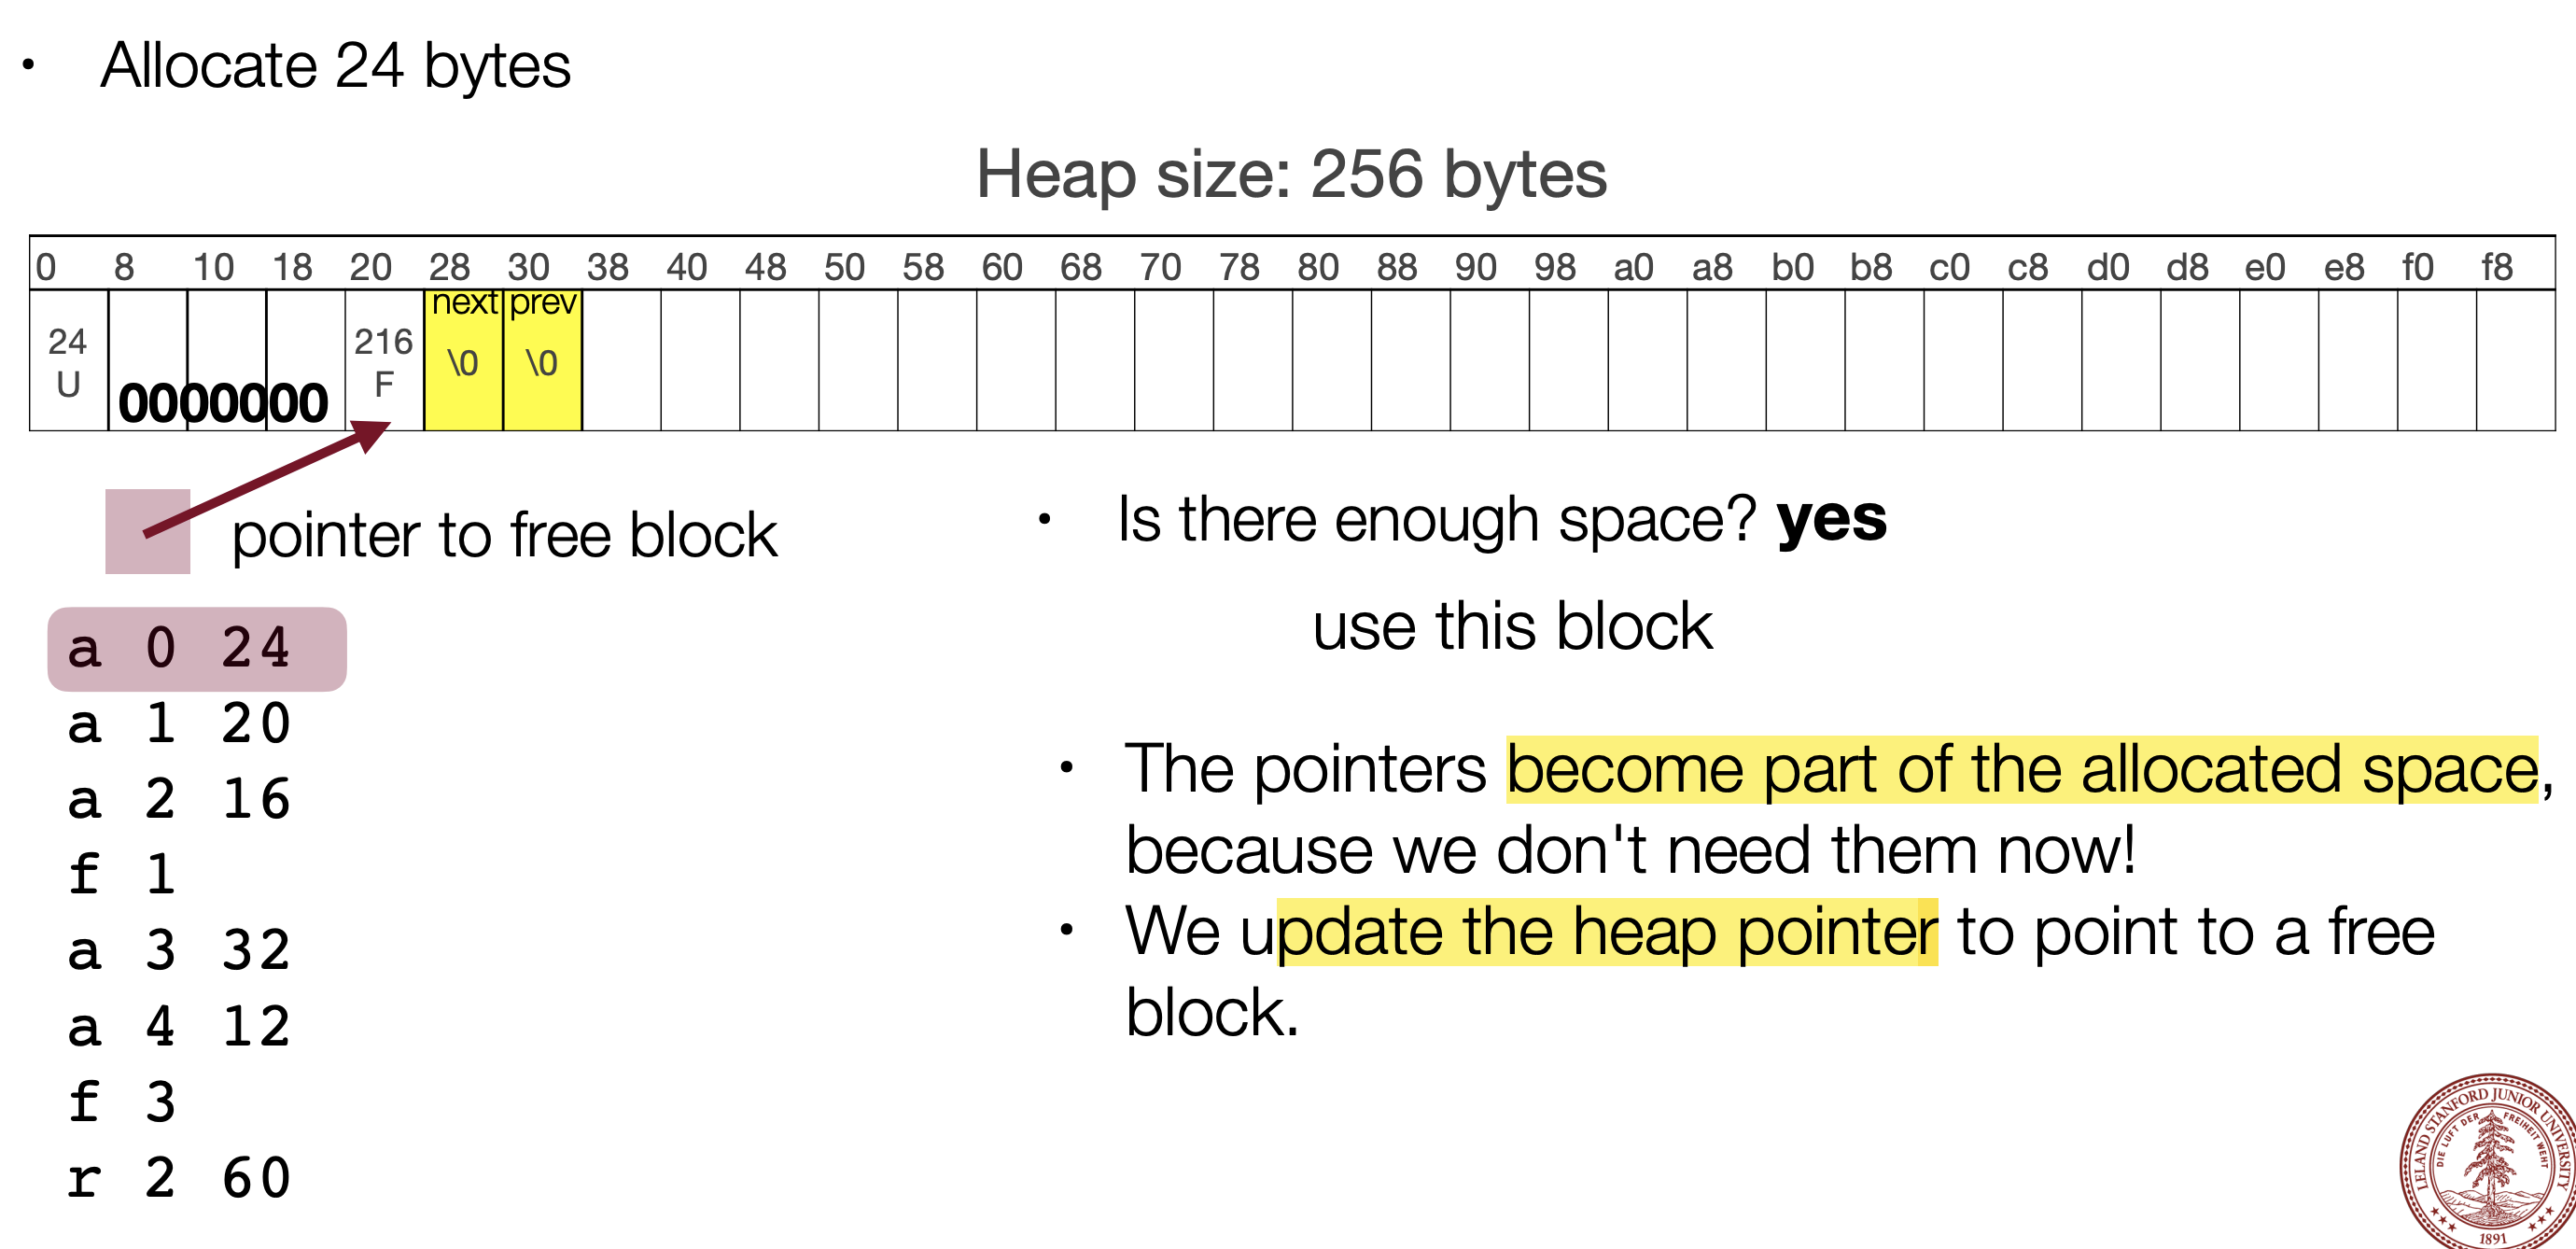 • Allocate 24 bytes
Heap size: 256 bytes
0 8 10 18 20 28 30 38 40 48 50 58 60 68 70 78 80 88 90 98 a0 a8 b0 b8 c0 c8 d0 d8 e0 e8 f0 f8
next prev
24 216 \0 \0
U F
0000000
pointer to free block
• Is there enough space? yes
use this block
a 0 24
a 1 20
a 2 16
f 1
a 3 32
a 4 12
f 3
r 2 60
• The pointers become part of the allocated space,
because we don't need them now!
• We update the heap pointer to point to a free
block.
LELAND STANFORD JUNIOR UNIVERSITY
DIE LUFT DER FREIHEIT WEHT
1891